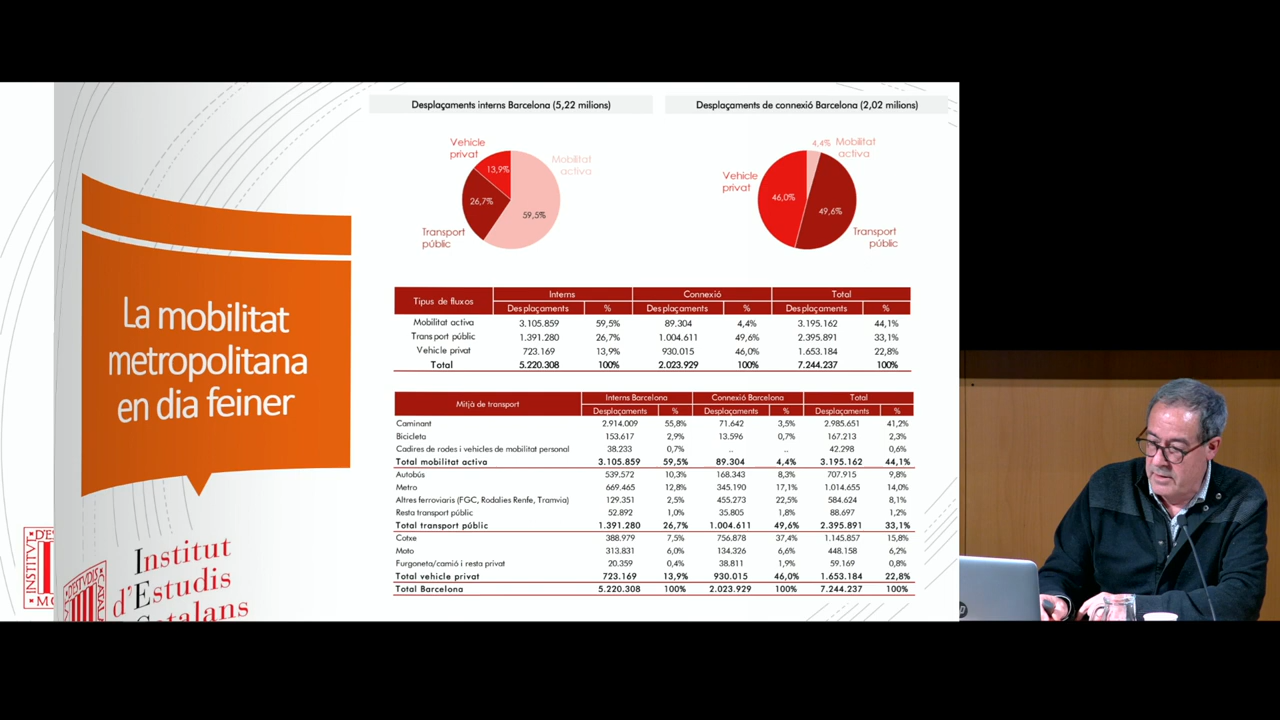 Desplaçaments interns Barcelona (5,22 milions)
Desplaçaments de connexió Barcelona (2,02 milions)
Vehicle
privat
13,9%
Mobilitat
activa
26,7%
59,5%
Transport
públic
4,4%
Mobilitat
activa
Vehicle
privat
46,0%
49,6%
Transport
públic
La mobilitat
metropolitana
en dia feiner
Tipus de fluxos Interns Connexió Total
Desplaçaments % Desplaçaments % Desplaçaments %
Mobilitat activa 3.105.859 59,5% 89.304 4,4% 3.195.162 44,1%
Transport públic 1.391.280 26,7% 1.004.611 49,6% 2.395.891 33,1%
Vehicle privat 723.169 13,9% 930.015 46,0% 1.653.184 22,8%
Total 5.220.308 100% 2.023.929 100% 7.244.237 100%
Mitjà de transport Interns Barcelona Connexió Barcelona Total
Desplaçaments % Desplaçaments % Desplaçaments %
Caminant 2.914.009 55,8% 71.642 3,5% 2.985.651 41,2%
Bicicleta 153.617 2,9% 13.596 0,7% 167.213 2,3%
Cadires de rodes i vehicles de mobilitat personal 38.233 0,7% .. .. 42.298 0,6%
Total mobilitat activa 3.105.859 59,5% 89.304 4,4% 3.195.162 44,1%
Autobús 539.572 10,3% 168.343 8,3% 707.915 9,8%
Metro 669.465 12,8% 345.190 17,1% 1.014.655 14,0%
Altres ferroviaris (FGC, Rodalies Renfe, Tramvia) 129.351 2,5% 455.273 22,5% 584.624 8,1%
Resta transport públic 52.892 1,0% 35.805 1,8% 88.697 1,2%
Total transport públic 1.391.280 26,7% 1.004.611 49,6% 2.395.891 33,1%
Cotxe 388.979 7,5% 756.878 37,4% 1.145.857 15,8%
Moto 313.831 6,0% 134.326 6,6% 448.158 6,2%
Furgoneta/camió i resta privat 20.359 0,4% 38.811 1,9% 59.169 0,8%
Total vehicle privat 723.169 13,9% 930.015 46,0% 1.653.184 22,8%
Total Barcelona 5.220.308 100% 2.023.929 100% 7.244.237 100%
Institut
d'Estudis
Catalans